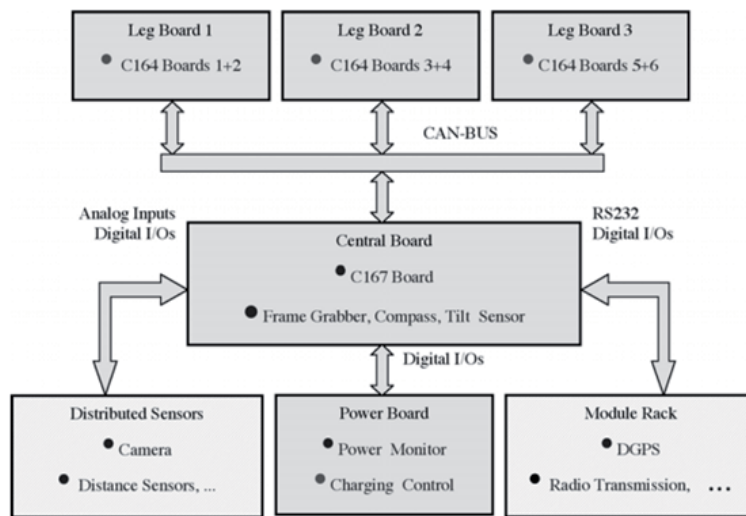 Leg Board 1
C164 Boards 1+2
Leg Board 2
C164 Boards 3+4
Leg Board 3
C164 Boards 5+6
CAN-BUS
Analog Inputs
Digital I/Os
RS232
Digital I/Os
Central Board
C167 Board
Frame Grabber, Compass, Tilt Sensor
Digital I/Os
Distributed Sensors
Camera
Distance Sensors, ...
Power Board
Power Monitor
Charging Control
Module Rack
DGPS
Radio Transmission, ...